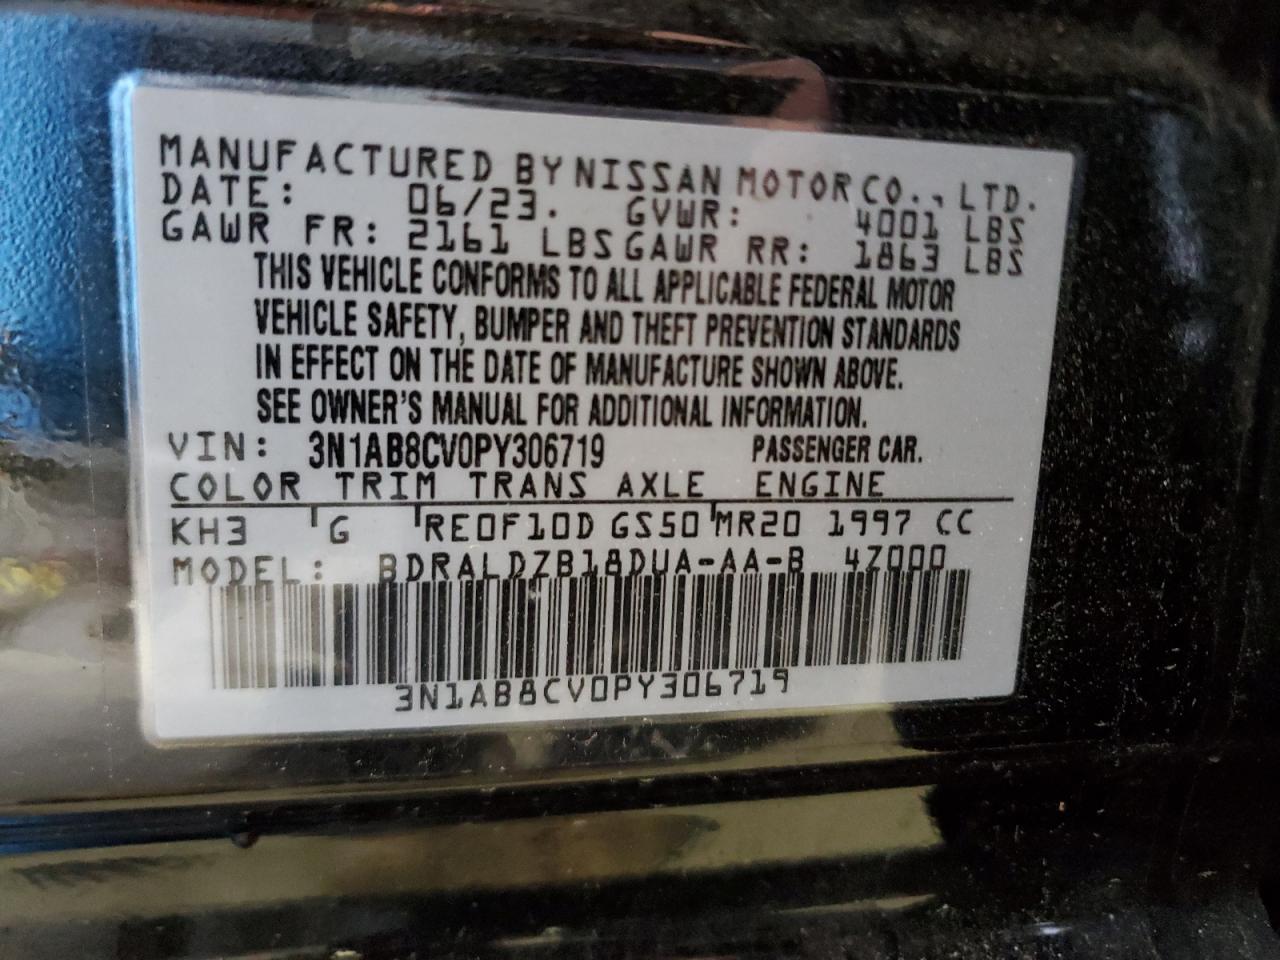 MANUFACTURED BY NISSAN MOTOR CO., LTD.
DATE: 06/23. GVWR: 4001 LBS
GAWR FR: 2161 LBS GAWR RR: 1863 LBS
THIS VEHICLE CONFORMS TO ALL APPLICABLE FEDERAL MOTOR
VEHICLE SAFETY, BUMPER AND THEFT PREVENTION STANDARDS
IN EFFECT ON THE DATE OF MANUFACTURE SHOWN ABOVE.
SEE OWNER'S MANUAL FOR ADDITIONAL INFORMATION.
VIN: 3N1AB8CV0PY306719 PASSENGER CAR.
COLOR TRIM TRANS AXLE ENGINE
KH3 G RE0F10D GS50 MR20 1997 CC
MODEL: BDRALDZB18DUA-AA-B 4Z000
3N1AB8CV0PY306719